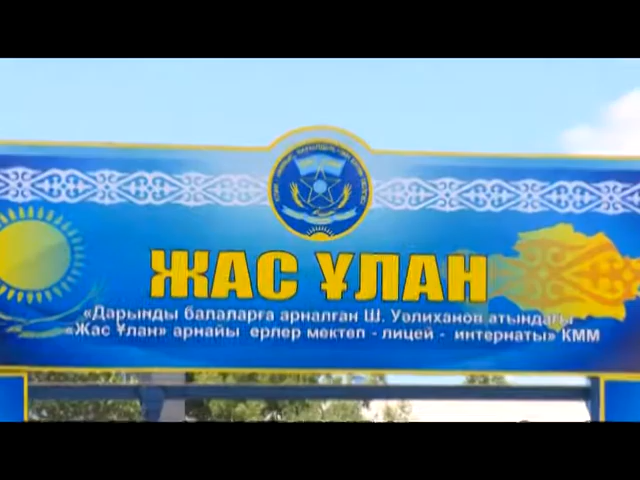 ЖАС ҰЛАН
«Дарынды балаларға арналған Ш. Уәлиханов атындағы
«Жас Ұлан» арнайы ерлер мектеп - лицей - интернаты» КММ